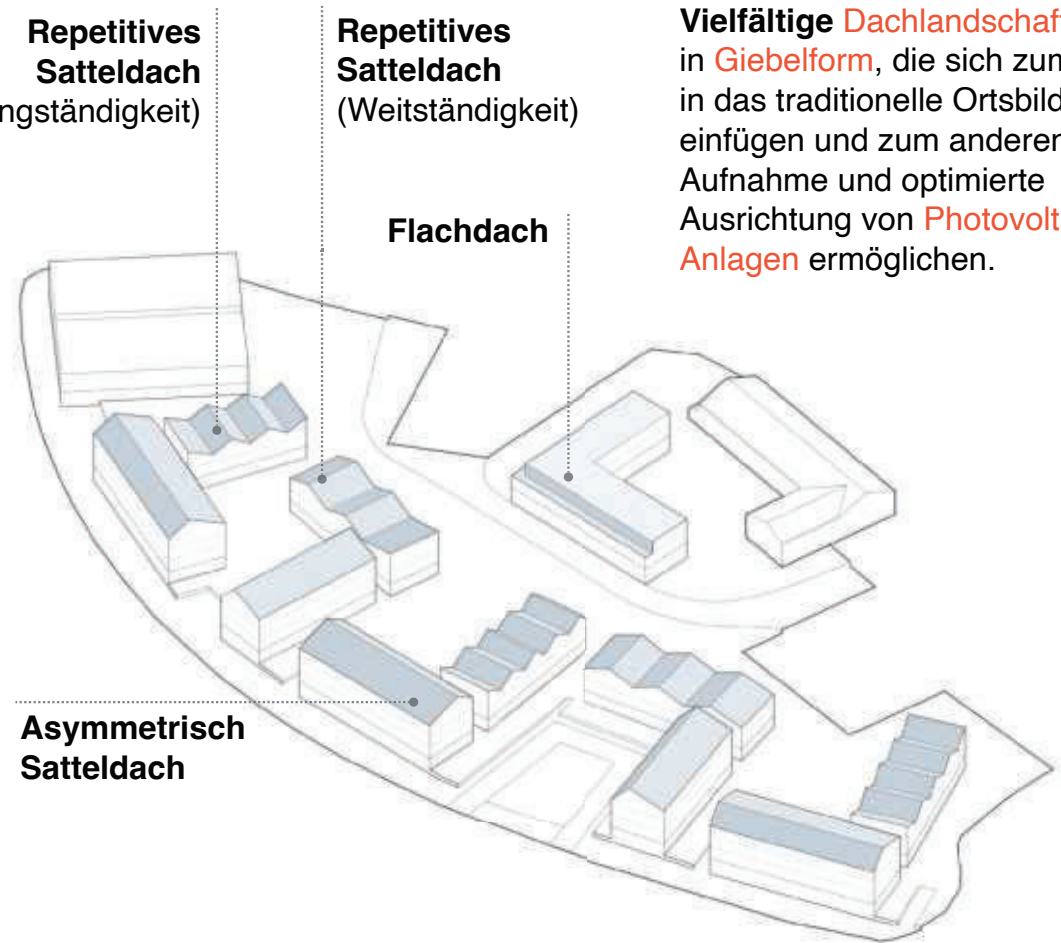 Repetitives
Satteldach
ngständigkeit)
Repetitives
Satteldach
(Weitständigkeit)
Flachdach
Vielfältige Dachlandschaft
in Giebelform, die sich zum
in das traditionelle Ortsbild
einfügen und zum anderen
Aufnahme und optimierte
Ausrichtung von Photovolt
Anlagen ermöglichen.
Asymmetrisch
Satteldach